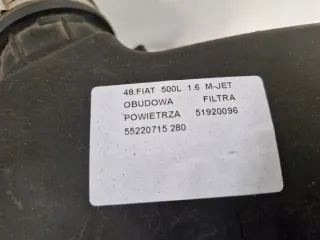 48.FIAT 500L 1.6 M-JET
OBUDOWA FILTRA
POWIETRZA 51920096
55220715 280